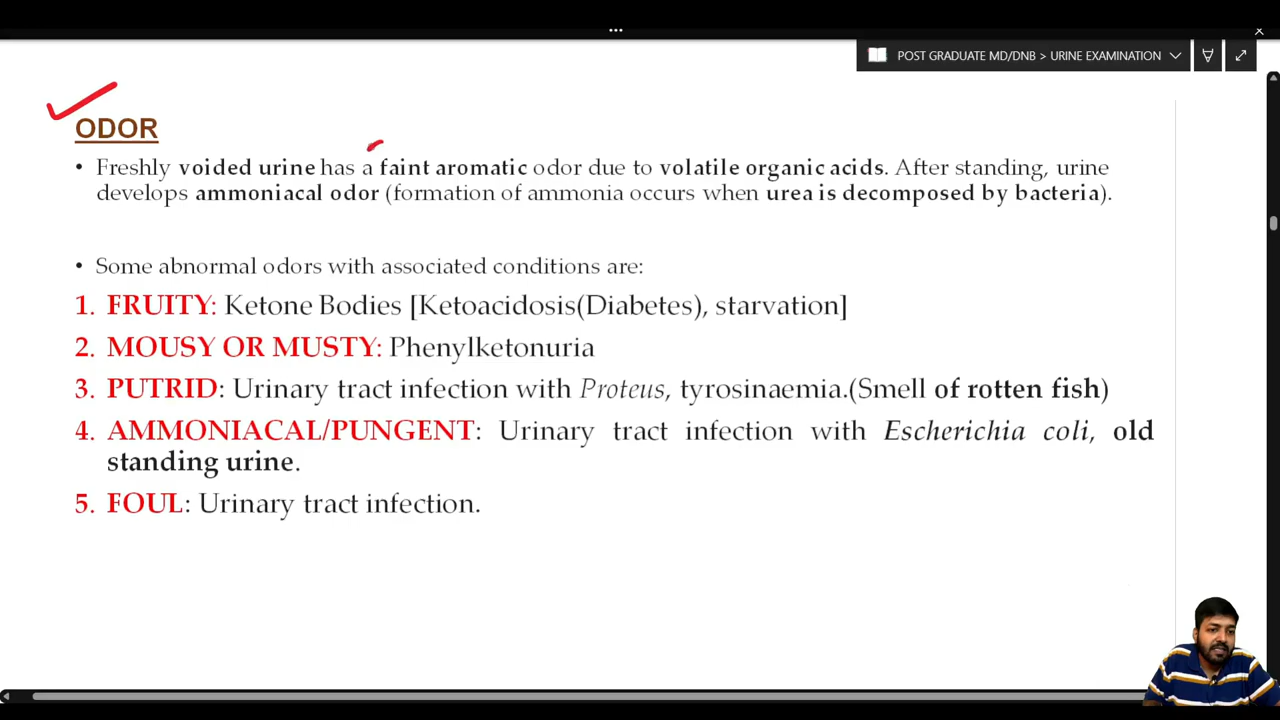 POST GRADUATE MD/DNB > URINE EXAMINATION
ODOR
• Freshly voided urine has a faint aromatic odor due to volatile organic acids. After standing, urine
develops ammoniacal odor (formation of ammonia occurs when urea is decomposed by bacteria).
• Some abnormal odors with associated conditions are:
1. FRUITY: Ketone Bodies [Ketoacidosis(Diabetes), starvation]
2. MOUSY OR MUSTY: Phenylketonuria
3. PUTRID: Urinary tract infection with Proteus, tyrosinaemia.(Smell of rotten fish)
4. AMMONIACAL/PUNGENT: Urinary tract infection with Escherichia coli, old
standing urine.
5. FOUL: Urinary tract infection.